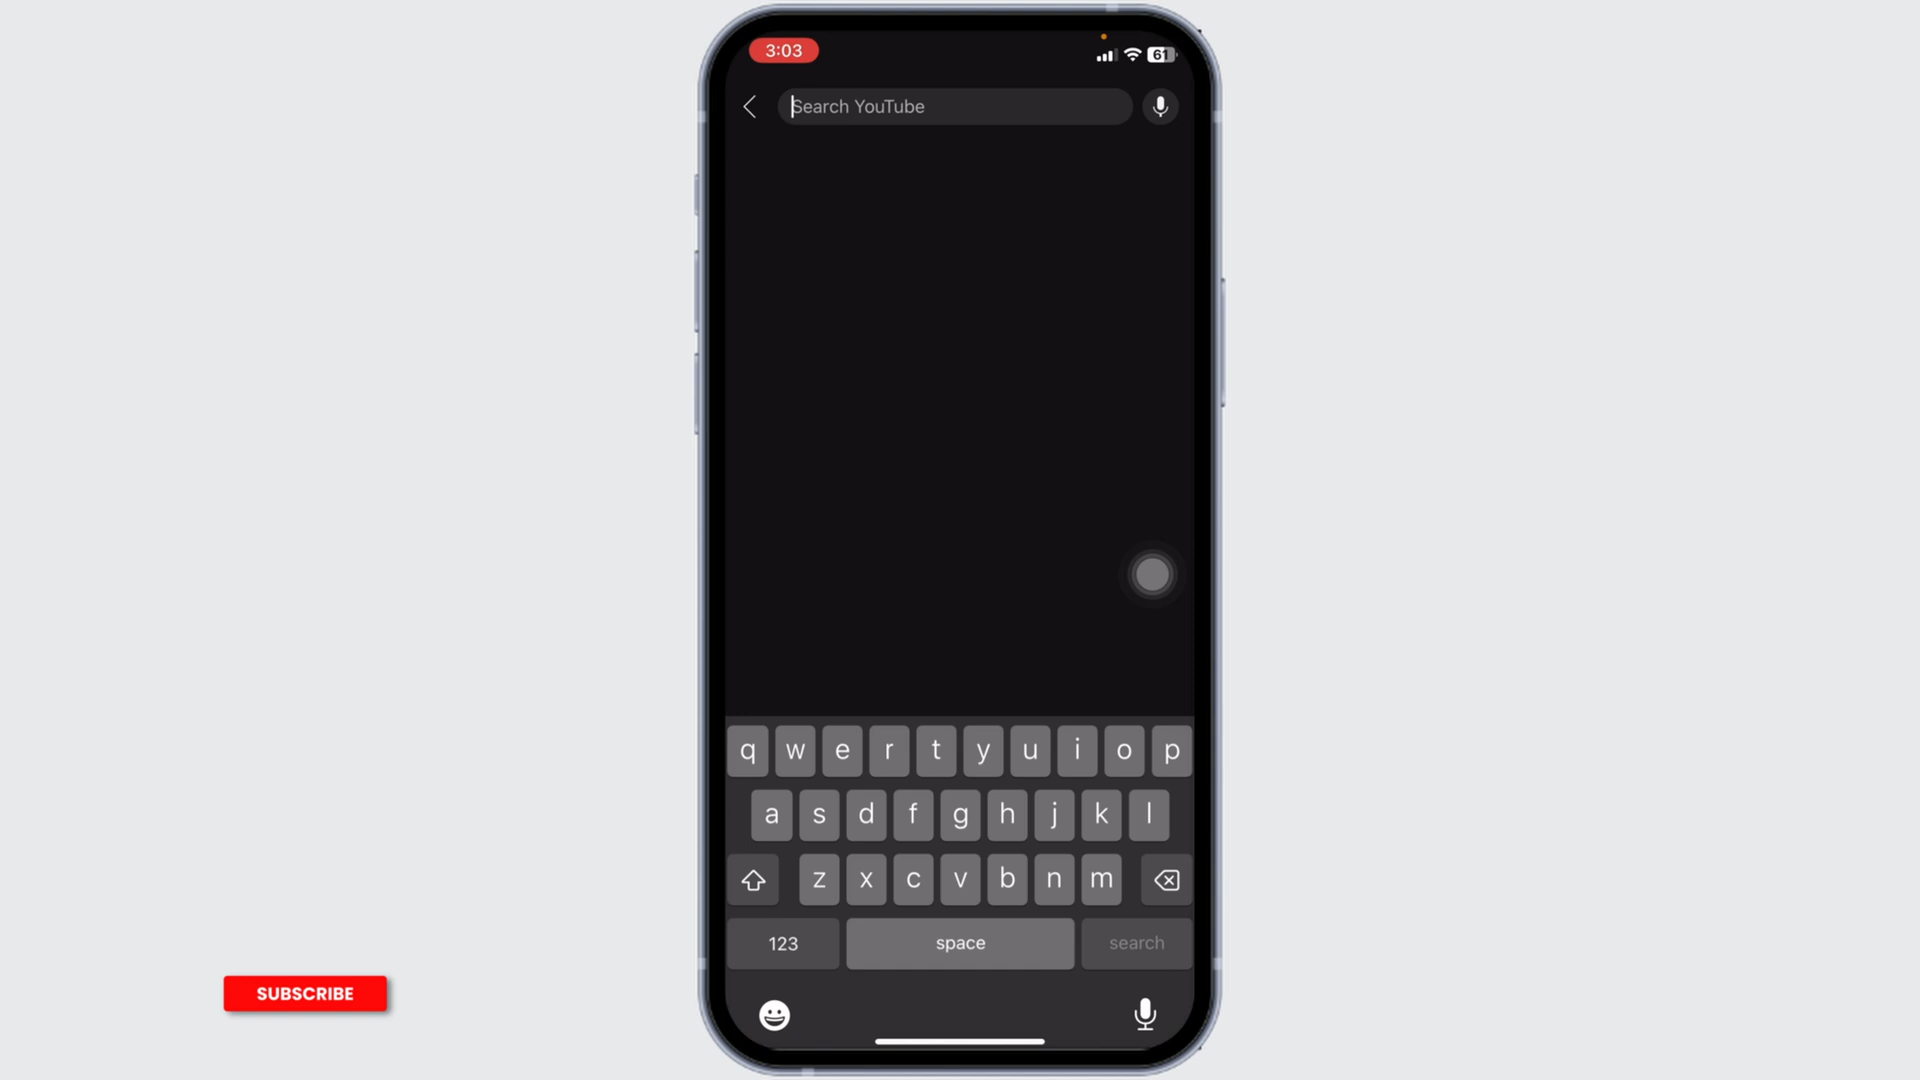 3:03
61
Search YouTube
q w e r t y u i o p
a s d f g h j k l
z x c v b n m
123 space search
SUBSCRIBE